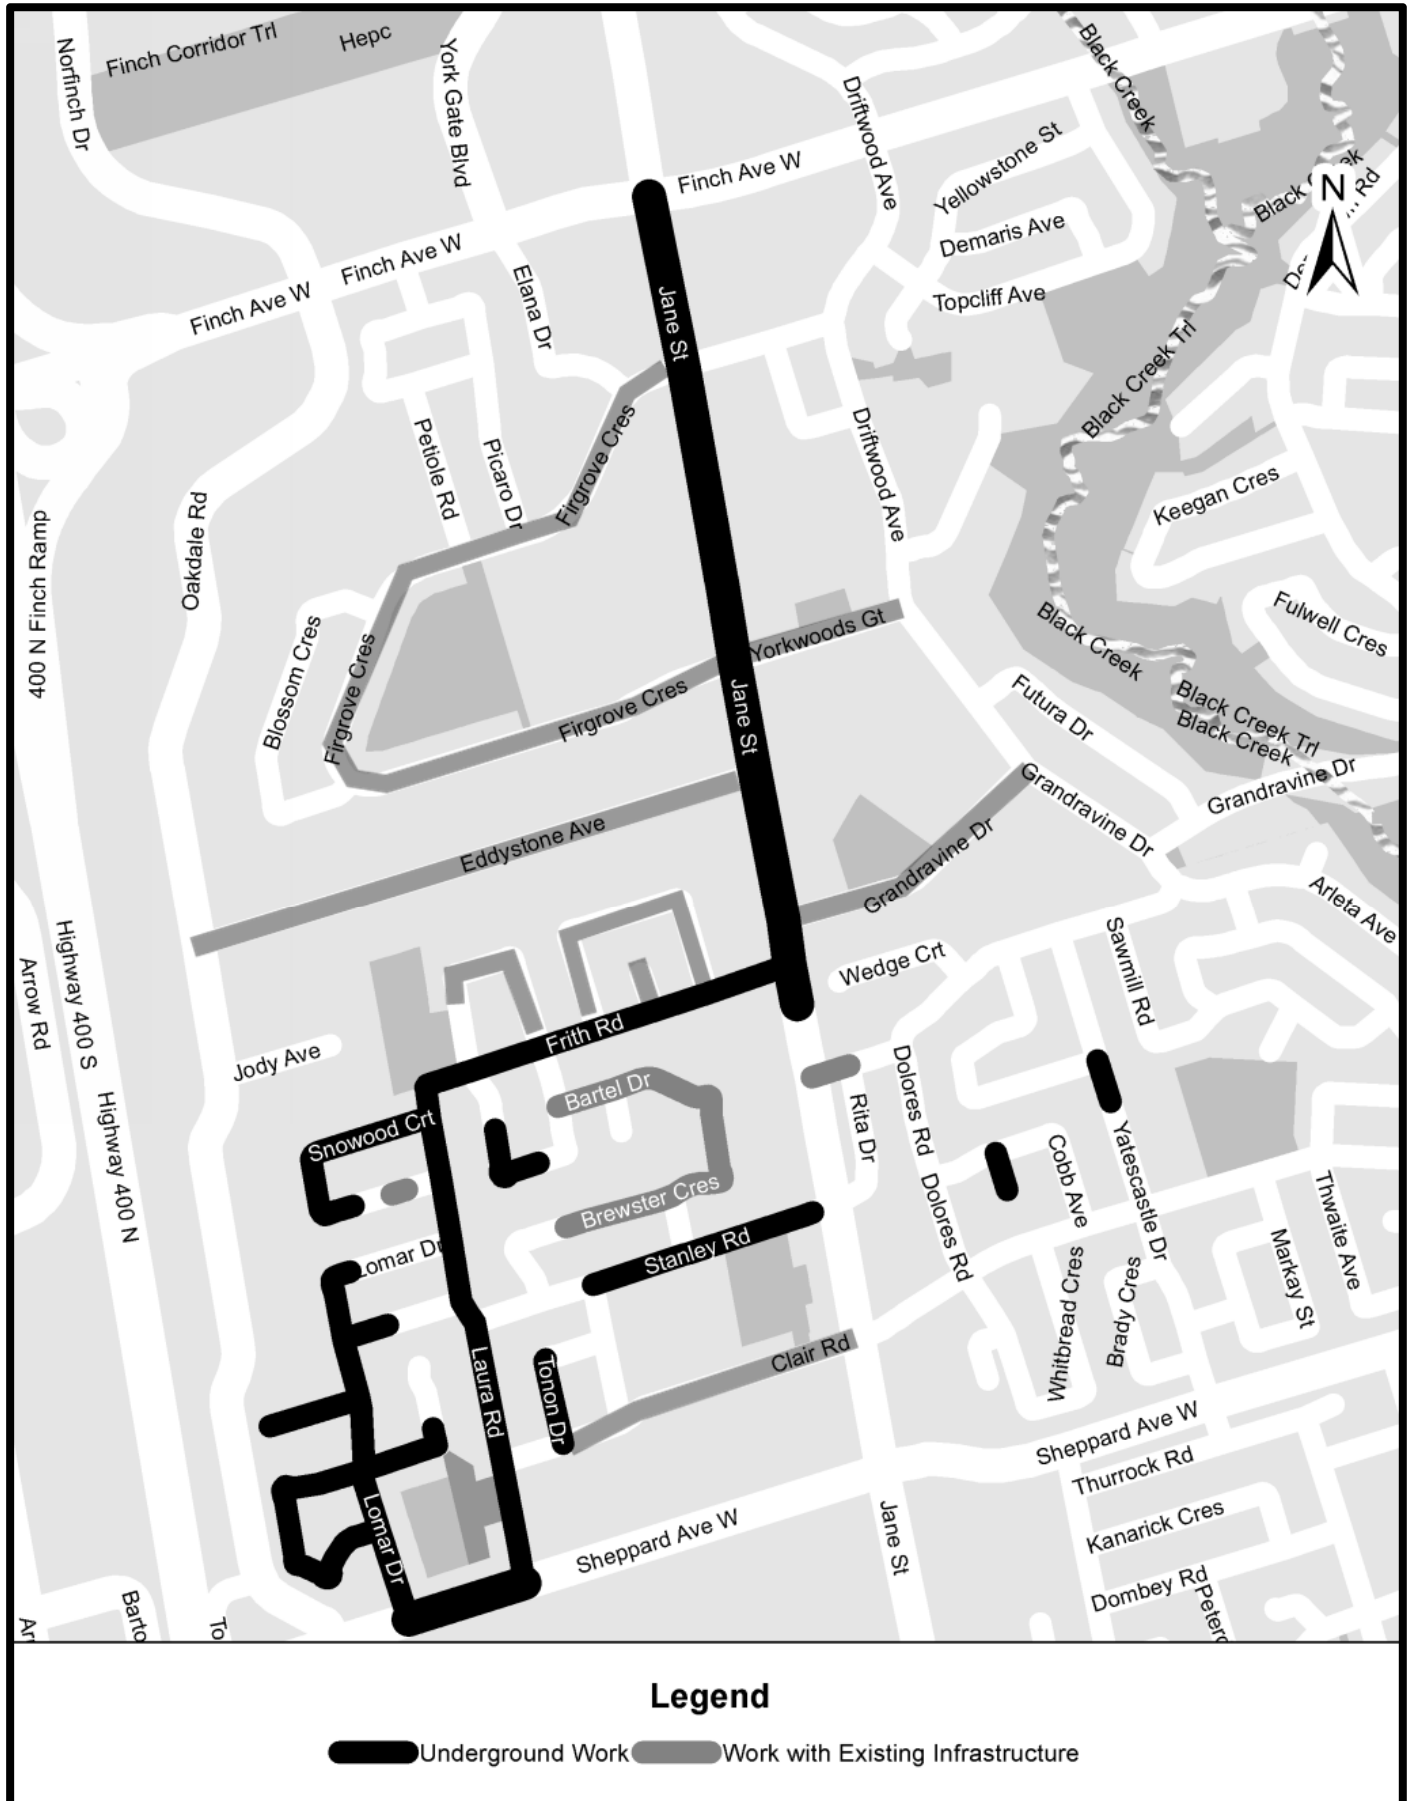 Finch Corridor Trl
Hepc
Norfinch Dr
York Gate Blvd
Black Creek
Driftwood Ave
Finch Ave W
Yellowstone St
Black Creek
N
Rd
Demaris Ave
Finch Ave W
Finch Ave W
Elana Dr
Topcliff Ave
Jane St
Black Creek Trl
Petiole Rd
Picaro Dr
Firgrove Cres
Driftwood Ave
Keegan Cres
Oakdale Rd
400 N Finch Ramp
Blossom Cres
Firgrove Cres
Yorkwoods Gt
Black Creek
Fulwell Cres
Firgrove Cres
Jane St
Futura Dr
Black Creek Trl
Black Creek
Grandravine Dr
Grandravine Dr
Eddystone Ave
Grandravine Dr
Arleta Ave
Highway 400 S
Arrow Rd
Wedge Crt
Sawmill Rd
Frith Rd
Jody Ave
Highway 400 N
Bartel Dr
Snowood Crt
Dolores Rd
Rita Dr
Cobb Ave
Yatescastle Dr
Brewster Cres
Dolores Rd
Thwaite Ave
Stanley Rd
Lomar Dr
Markay St
Whitbread Cres
Brady Cres
Clair Rd
Laura Rd
Tonon Dr
Sheppard Ave W
Thurrock Rd
Lomar Dr
Sheppard Ave W
Jane St
Kanarick Cres
Dombey Rd
Barto
To
Legend
Underground Work
Work with Existing Infrastructure